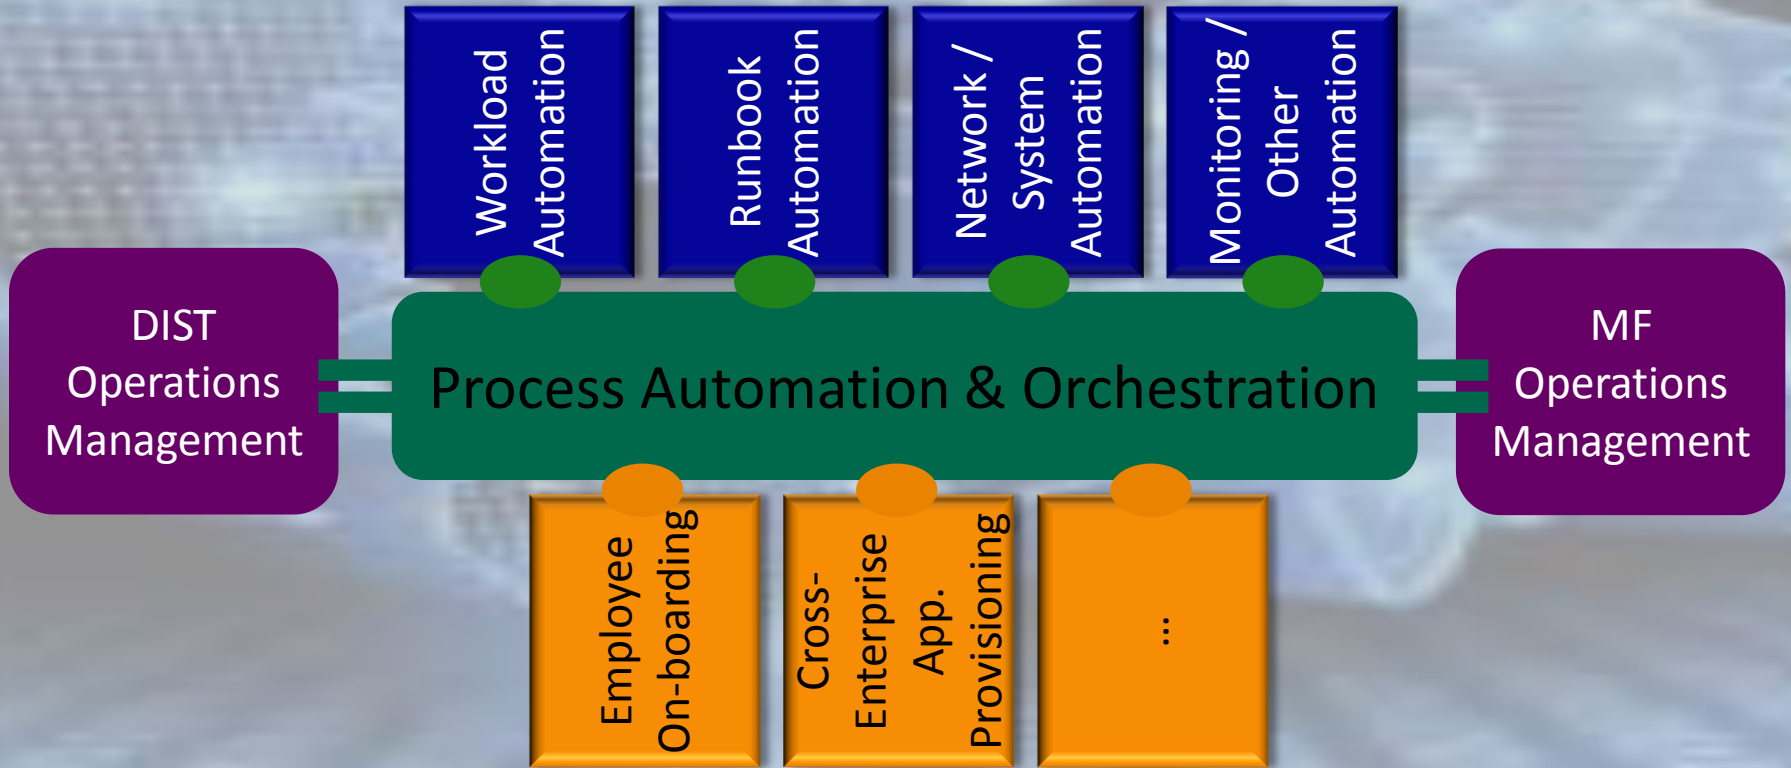 Workload
Automation
Runbook
Automation
Network /
System
Automation
Monitoring /
Other
Automation
DIST
Operations
Management
Process Automation & Orchestration
MF
Operations
Management
Employee
On-boarding
Cross-
Enterprise
App.
Provisioning
...